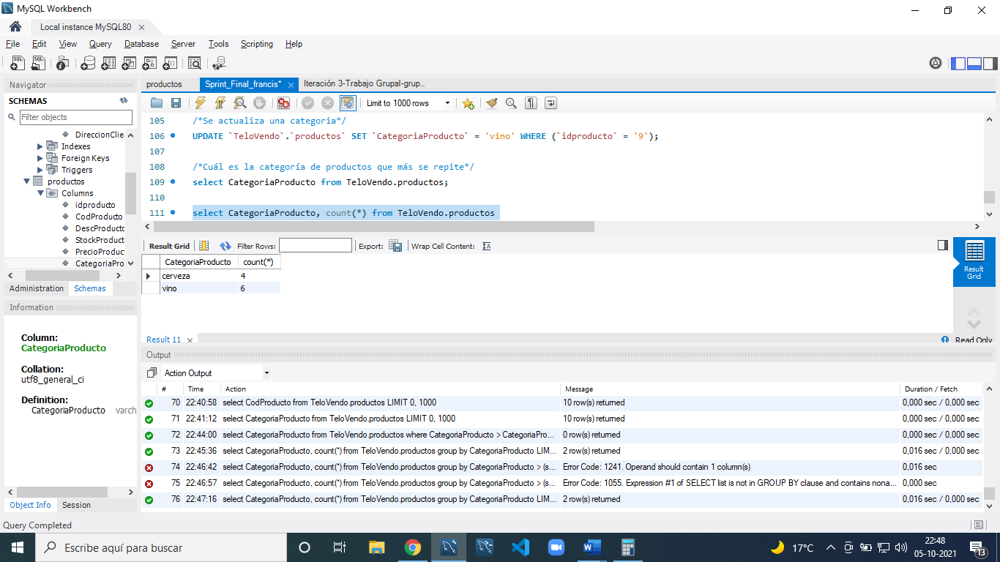 MySQL Workbench
Local instance MySQL80
File Edit View Query Database Server Tools Scripting Help
Navigator
SCHEMAS
Filter objects
DireccionClie
Indexes
Foreign Keys
Triggers
productos
Columns
idproducto
CodProducto
DescProducto
StockProduct
PrecioProduc
CategoriaPro
Administration Schemas
Information
Column:
CategoriaProducto
Collation:
utf8_general_ci
Definition:
CategoriaProducto varch
Object Info Session
productos Sprint_Final_francis* Iteración 3-Trabajo Grupal-grup...
Limit to 1000 rows
105 /*Se actualiza una categoria*/
106 UPDATE `TeloVendo`.`productos` SET `CategoriaProducto` = 'vino' WHERE (`idproducto` = '9');
107
108 /*Cuál es la categoría de productos que más se repite*/
109 select CategoriaProducto from TeloVendo.productos;
110
111 select CategoriaProducto, count(*) from TeloVendo.productos
Result Grid Filter Rows: Export: Wrap Cell Content:
CategoriaProducto count(*)
cerveza 4
vino 6
Result Grid
Result 11 Read Only
Output
Action Output
# Time Action Message Duration / Fetch
70 22:40:58 select CodProducto from TeloVendo.productos LIMIT 0, 1000 10 row(s) returned 0,000 sec / 0,000 sec
71 22:41:12 select CategoriaProducto from TeloVendo.productos LIMIT 0, 1000 10 row(s) returned 0,000 sec / 0,000 sec
72 22:44:00 select CategoriaProducto from TeloVendo.productos where CategoriaProducto > CategoriaPro... 0 row(s) returned 0,000 sec / 0,000 sec
73 22:45:36 select CategoriaProducto, count(*) from TeloVendo.productos group by CategoriaProducto LIM... 2 row(s) returned 0,016 sec / 0,000 sec
74 22:46:42 select CategoriaProducto, count(*) from TeloVendo.productos group by CategoriaProducto > (s... Error Code: 1241. Operand should contain 1 column(s) 0,016 sec
75 22:46:57 select CategoriaProducto, count(*) from TeloVendo.productos group by CategoriaProducto > (s... Error Code: 1055. Expression #1 of SELECT list is not in GROUP BY clause and contains nona... 0,000 sec
76 22:47:16 select CategoriaProducto, count(*) from TeloVendo.productos group by CategoriaProducto LIM... 2 row(s) returned 0,016 sec / 0,000 sec
Query Completed
Escribe aquí para buscar
17°C
22:48
05-10-2021
13